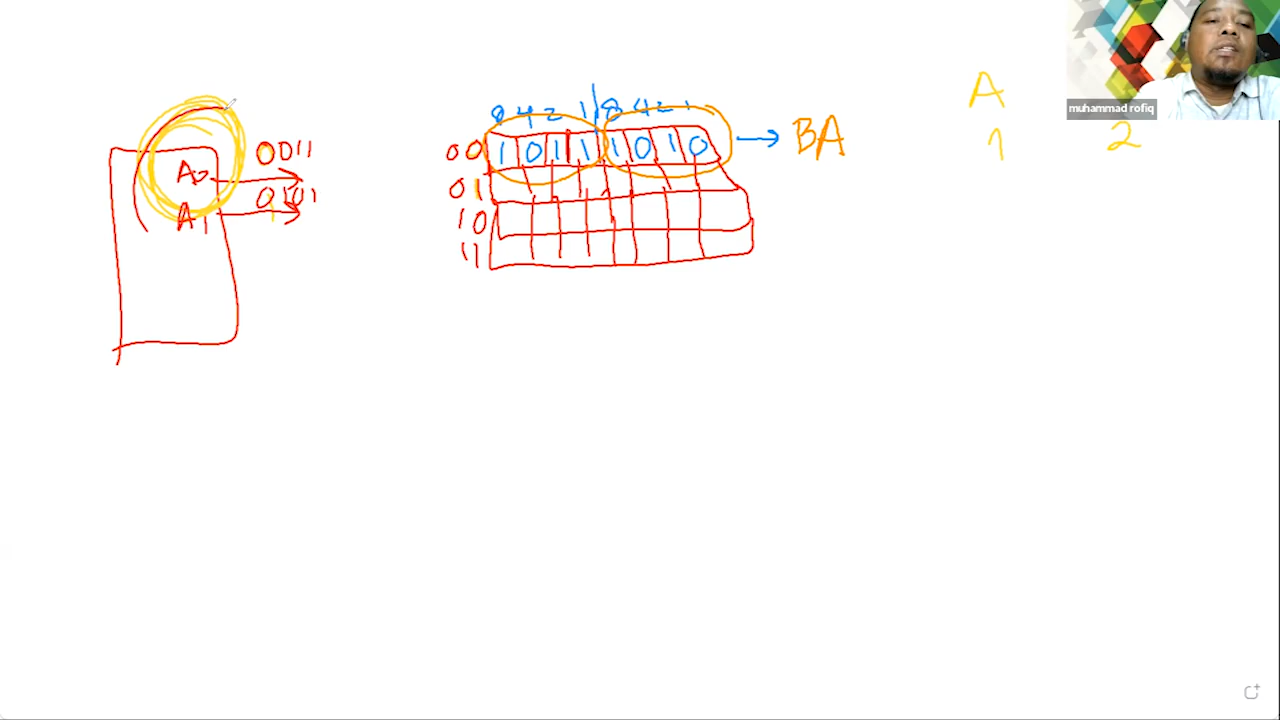 A
muhammad rofiq
8 4 2 1 8 4 2 1
0011
00 1 0 1 1 1 0 1 0 → BA
1 2
A0
01
0101
A1
10
11